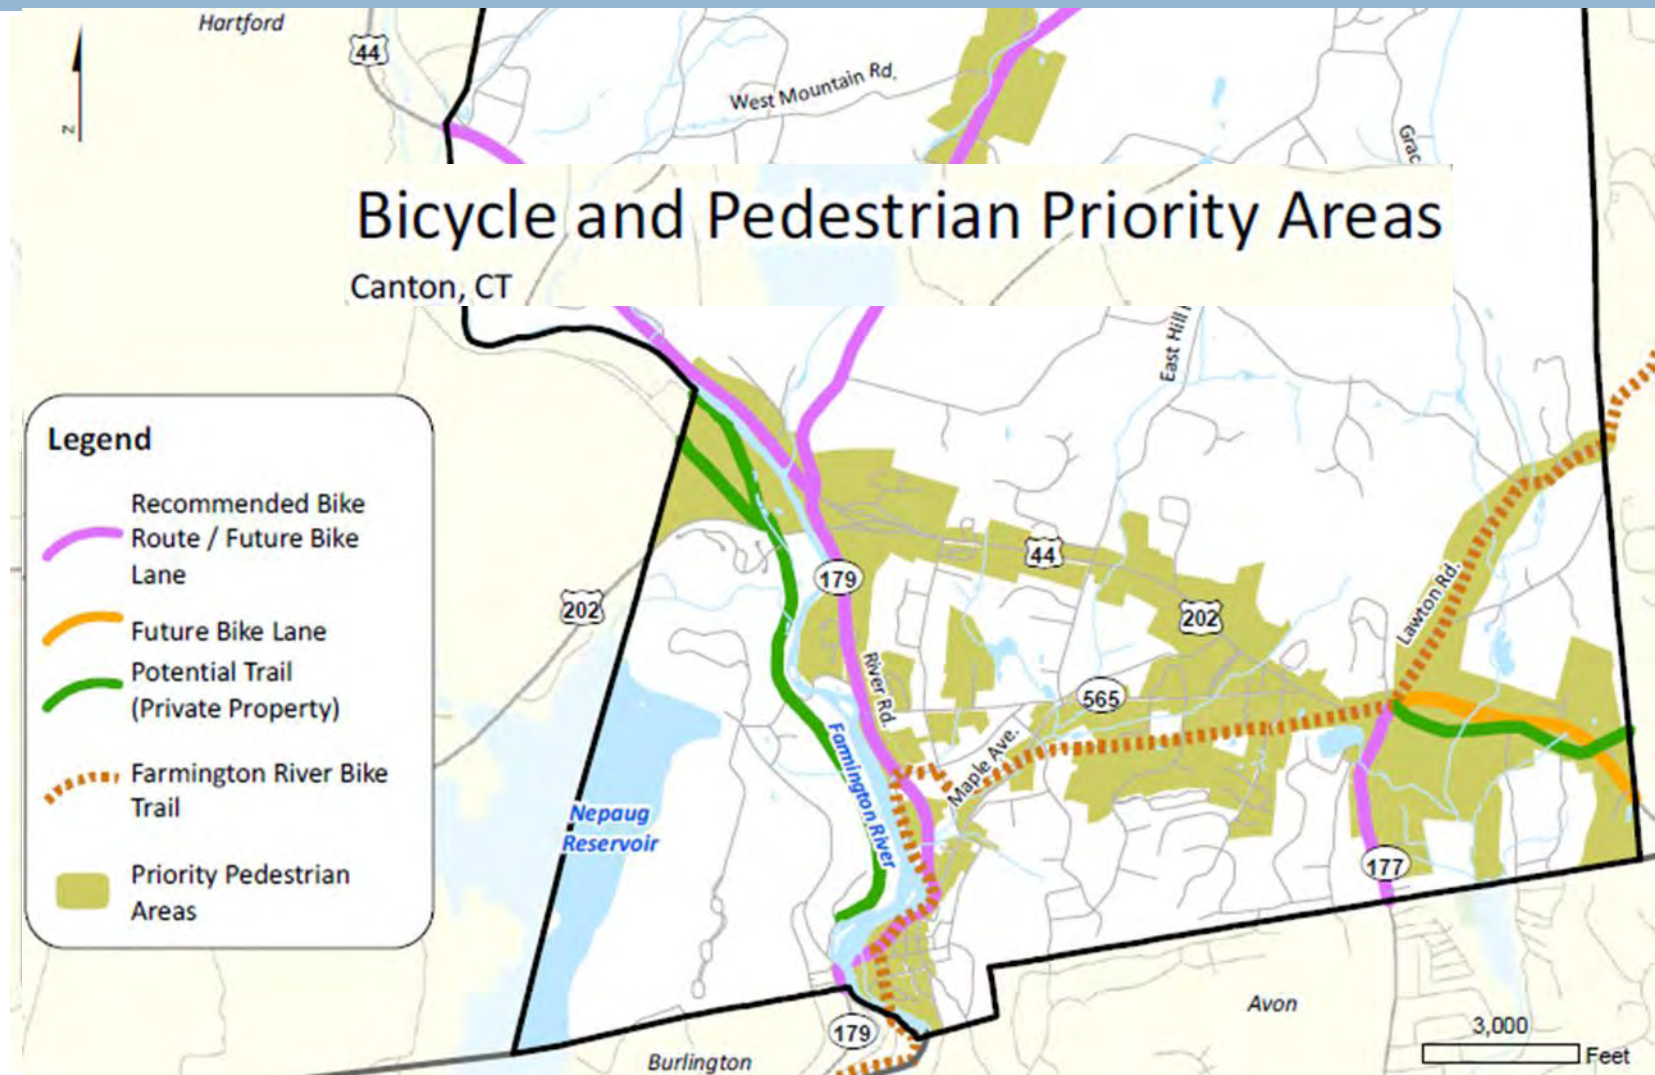 Hartford
44
West Mountain Rd.
N
Grac
Bicycle and Pedestrian Priority Areas
Canton, CT
East Hill
Legend
Recommended Bike
Route / Future Bike
Lane
Future Bike Lane
Potential Trail
(Private Property)
Farmington River Bike
Trail
Priority Pedestrian
Areas
44
179
202
202
Lawton Rd.
River Rd.
565
Maple Ave.
Farmington River
Nepaug
Reservoir
177
179
Avon
Burlington
3,000
Feet